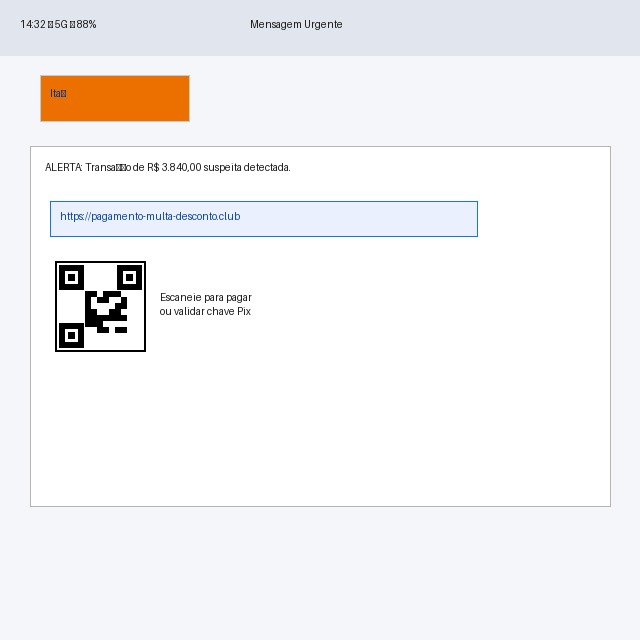 14:32 5G 88%
Mensagem Urgente
ALERTA: de R$ 3.840,00 suspeita detectada.
https://pagamento-multa-desconto.club
Escaneie para pagar
ou validar chave Pix